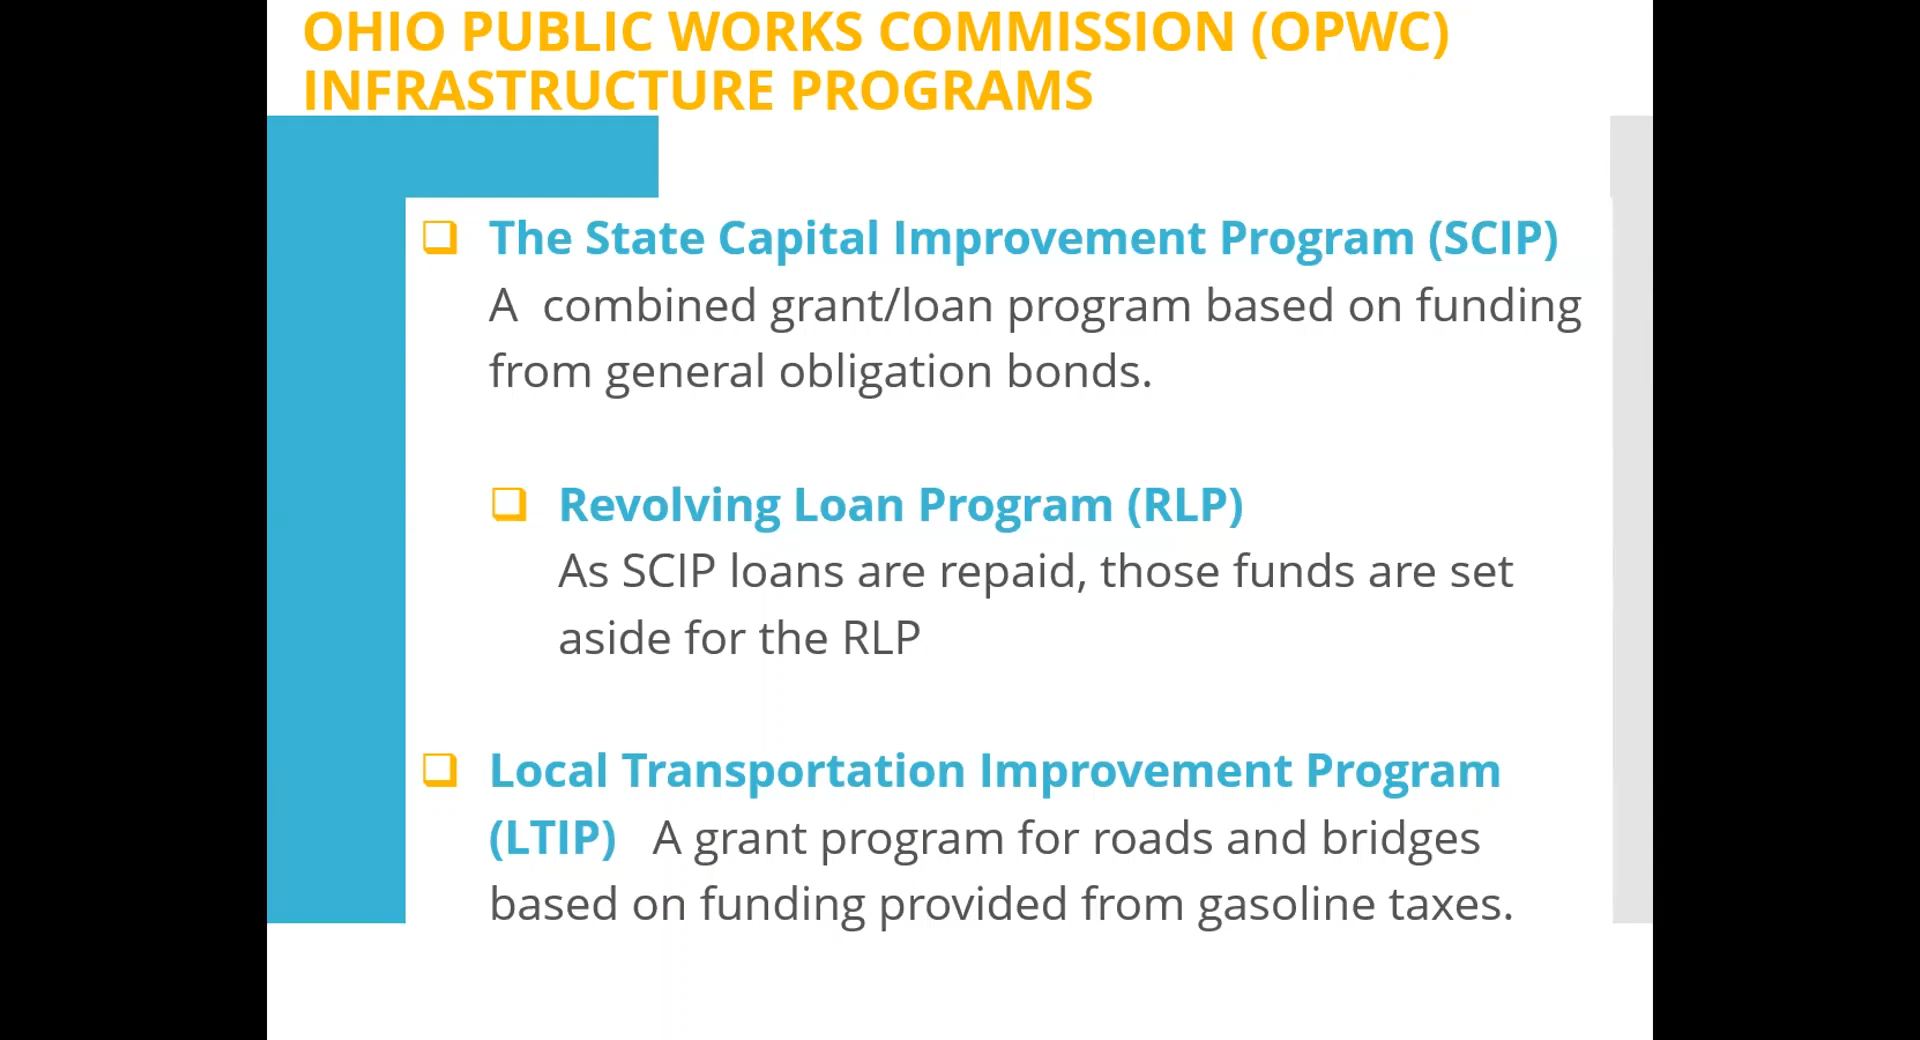 OHIO PUBLIC WORKS COMMISSION (OPWC)
INFRASTRUCTURE PROGRAMS
The State Capital Improvement Program (SCIP)
A combined grant/loan program based on funding
from general obligation bonds.
Revolving Loan Program (RLP)
As SCIP loans are repaid, those funds are set
aside for the RLP
Local Transportation Improvement Program
(LTIP) A grant program for roads and bridges
based on funding provided from gasoline taxes.